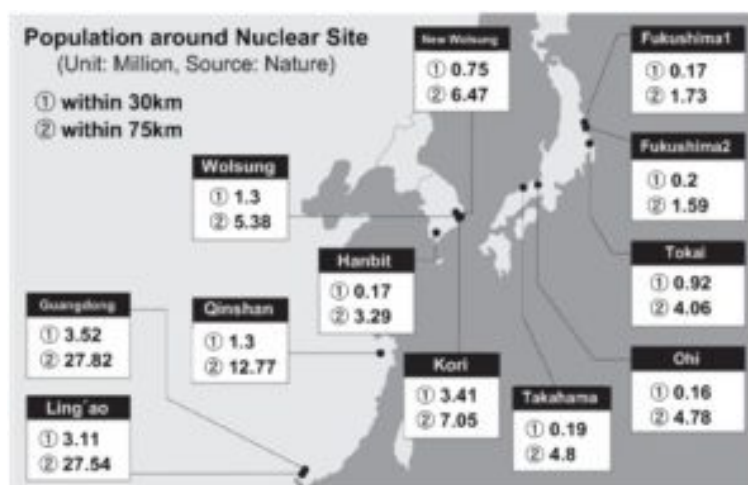 Population around Nuclear Site
(Unit: Million, Source: Nature)
① within 30km
② within 75km
New Wolsung
① 0.75
② 6.47
Fukushima1
① 0.17
② 1.73
Fukushima2
① 0.2
② 1.59
Wolsung
① 1.3
② 5.38
Tokai
① 0.92
② 4.06
Hanbit
① 0.17
② 3.29
Guangdong
① 3.52
② 27.82
Qinshan
① 1.3
② 12.77
Kori
① 3.41
② 7.05
Ohi
① 0.16
② 4.78
Takahama
① 0.19
② 4.8
Ling´ao
① 3.11
② 27.54